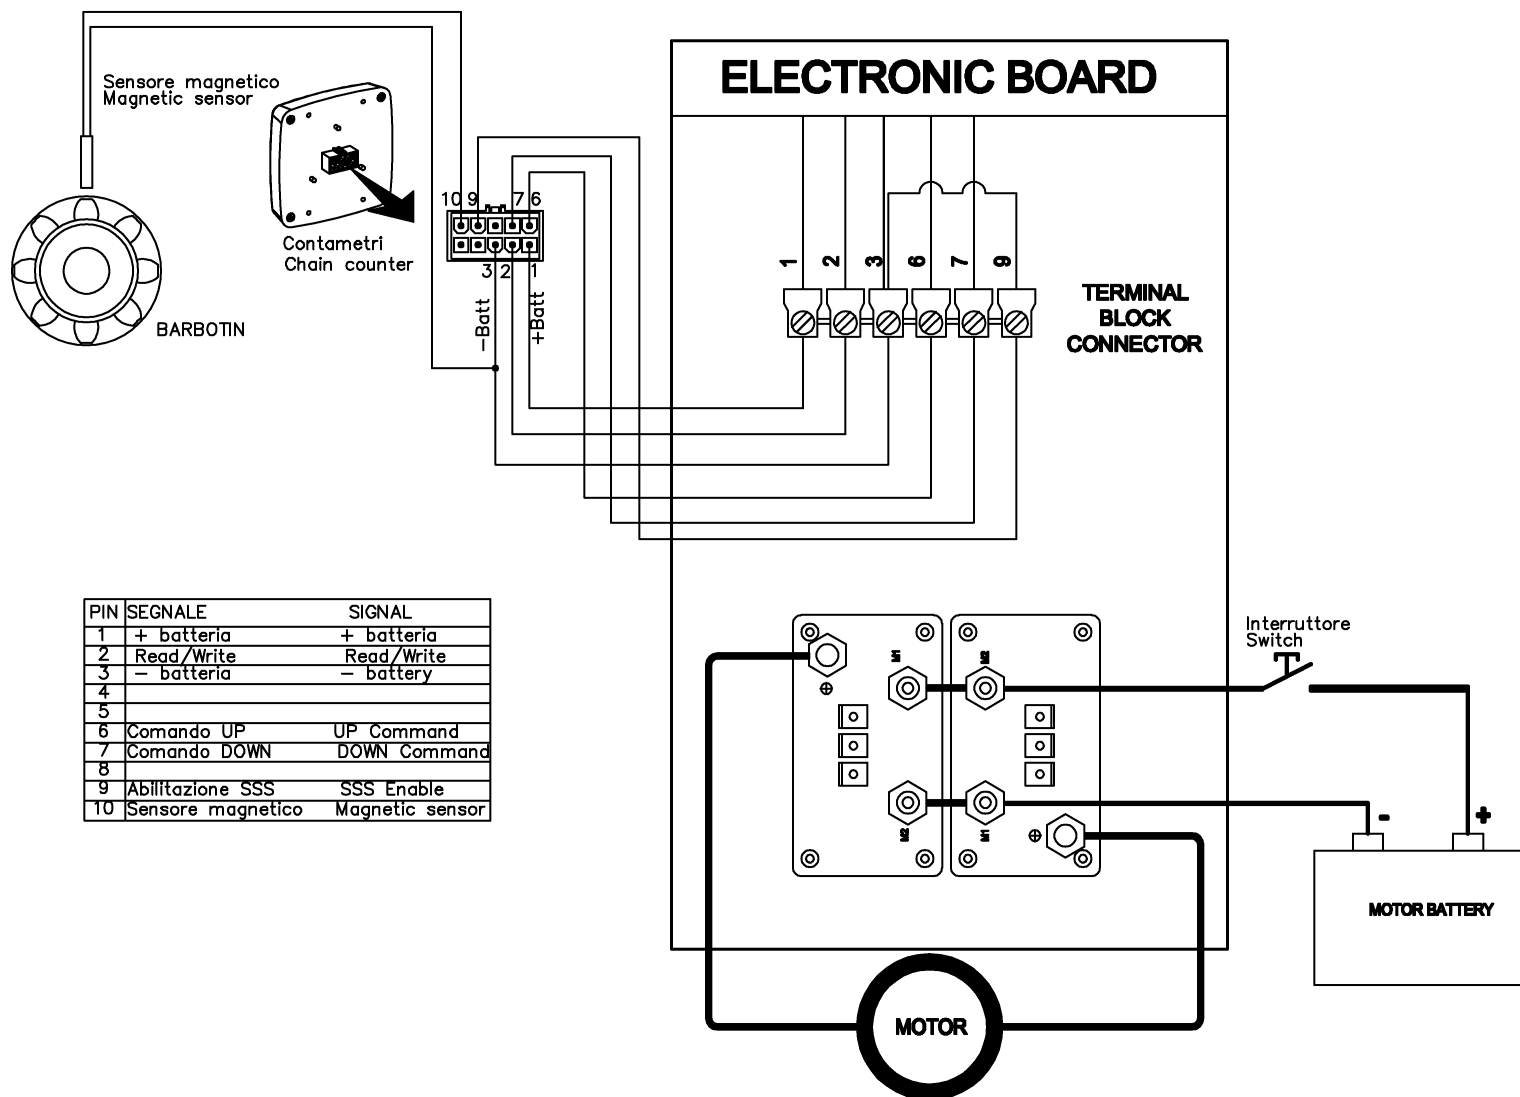 ELECTRONIC BOARD
Sensore magnetico
Magnetic sensor
10 9 7 6
Contametri
Chain counter
3 2 1
-Batt
+Batt
BARBOTIN
1 2 3 6 7 9
TERMINAL
BLOCK
CONNECTOR
PIN SEGNALE SIGNAL
1 + batteria + batteria
2 Read/Write Read/Write
3 - batteria - battery
4
5
6 Comando UP UP Command
7 Comando DOWN DOWN Command
8
9 Abilitazione SSS SSS Enable
10 Sensore magnetico Magnetic sensor
Interruttore
Switch
M1 M2
M2 M1
- +
MOTOR BATTERY
MOTOR